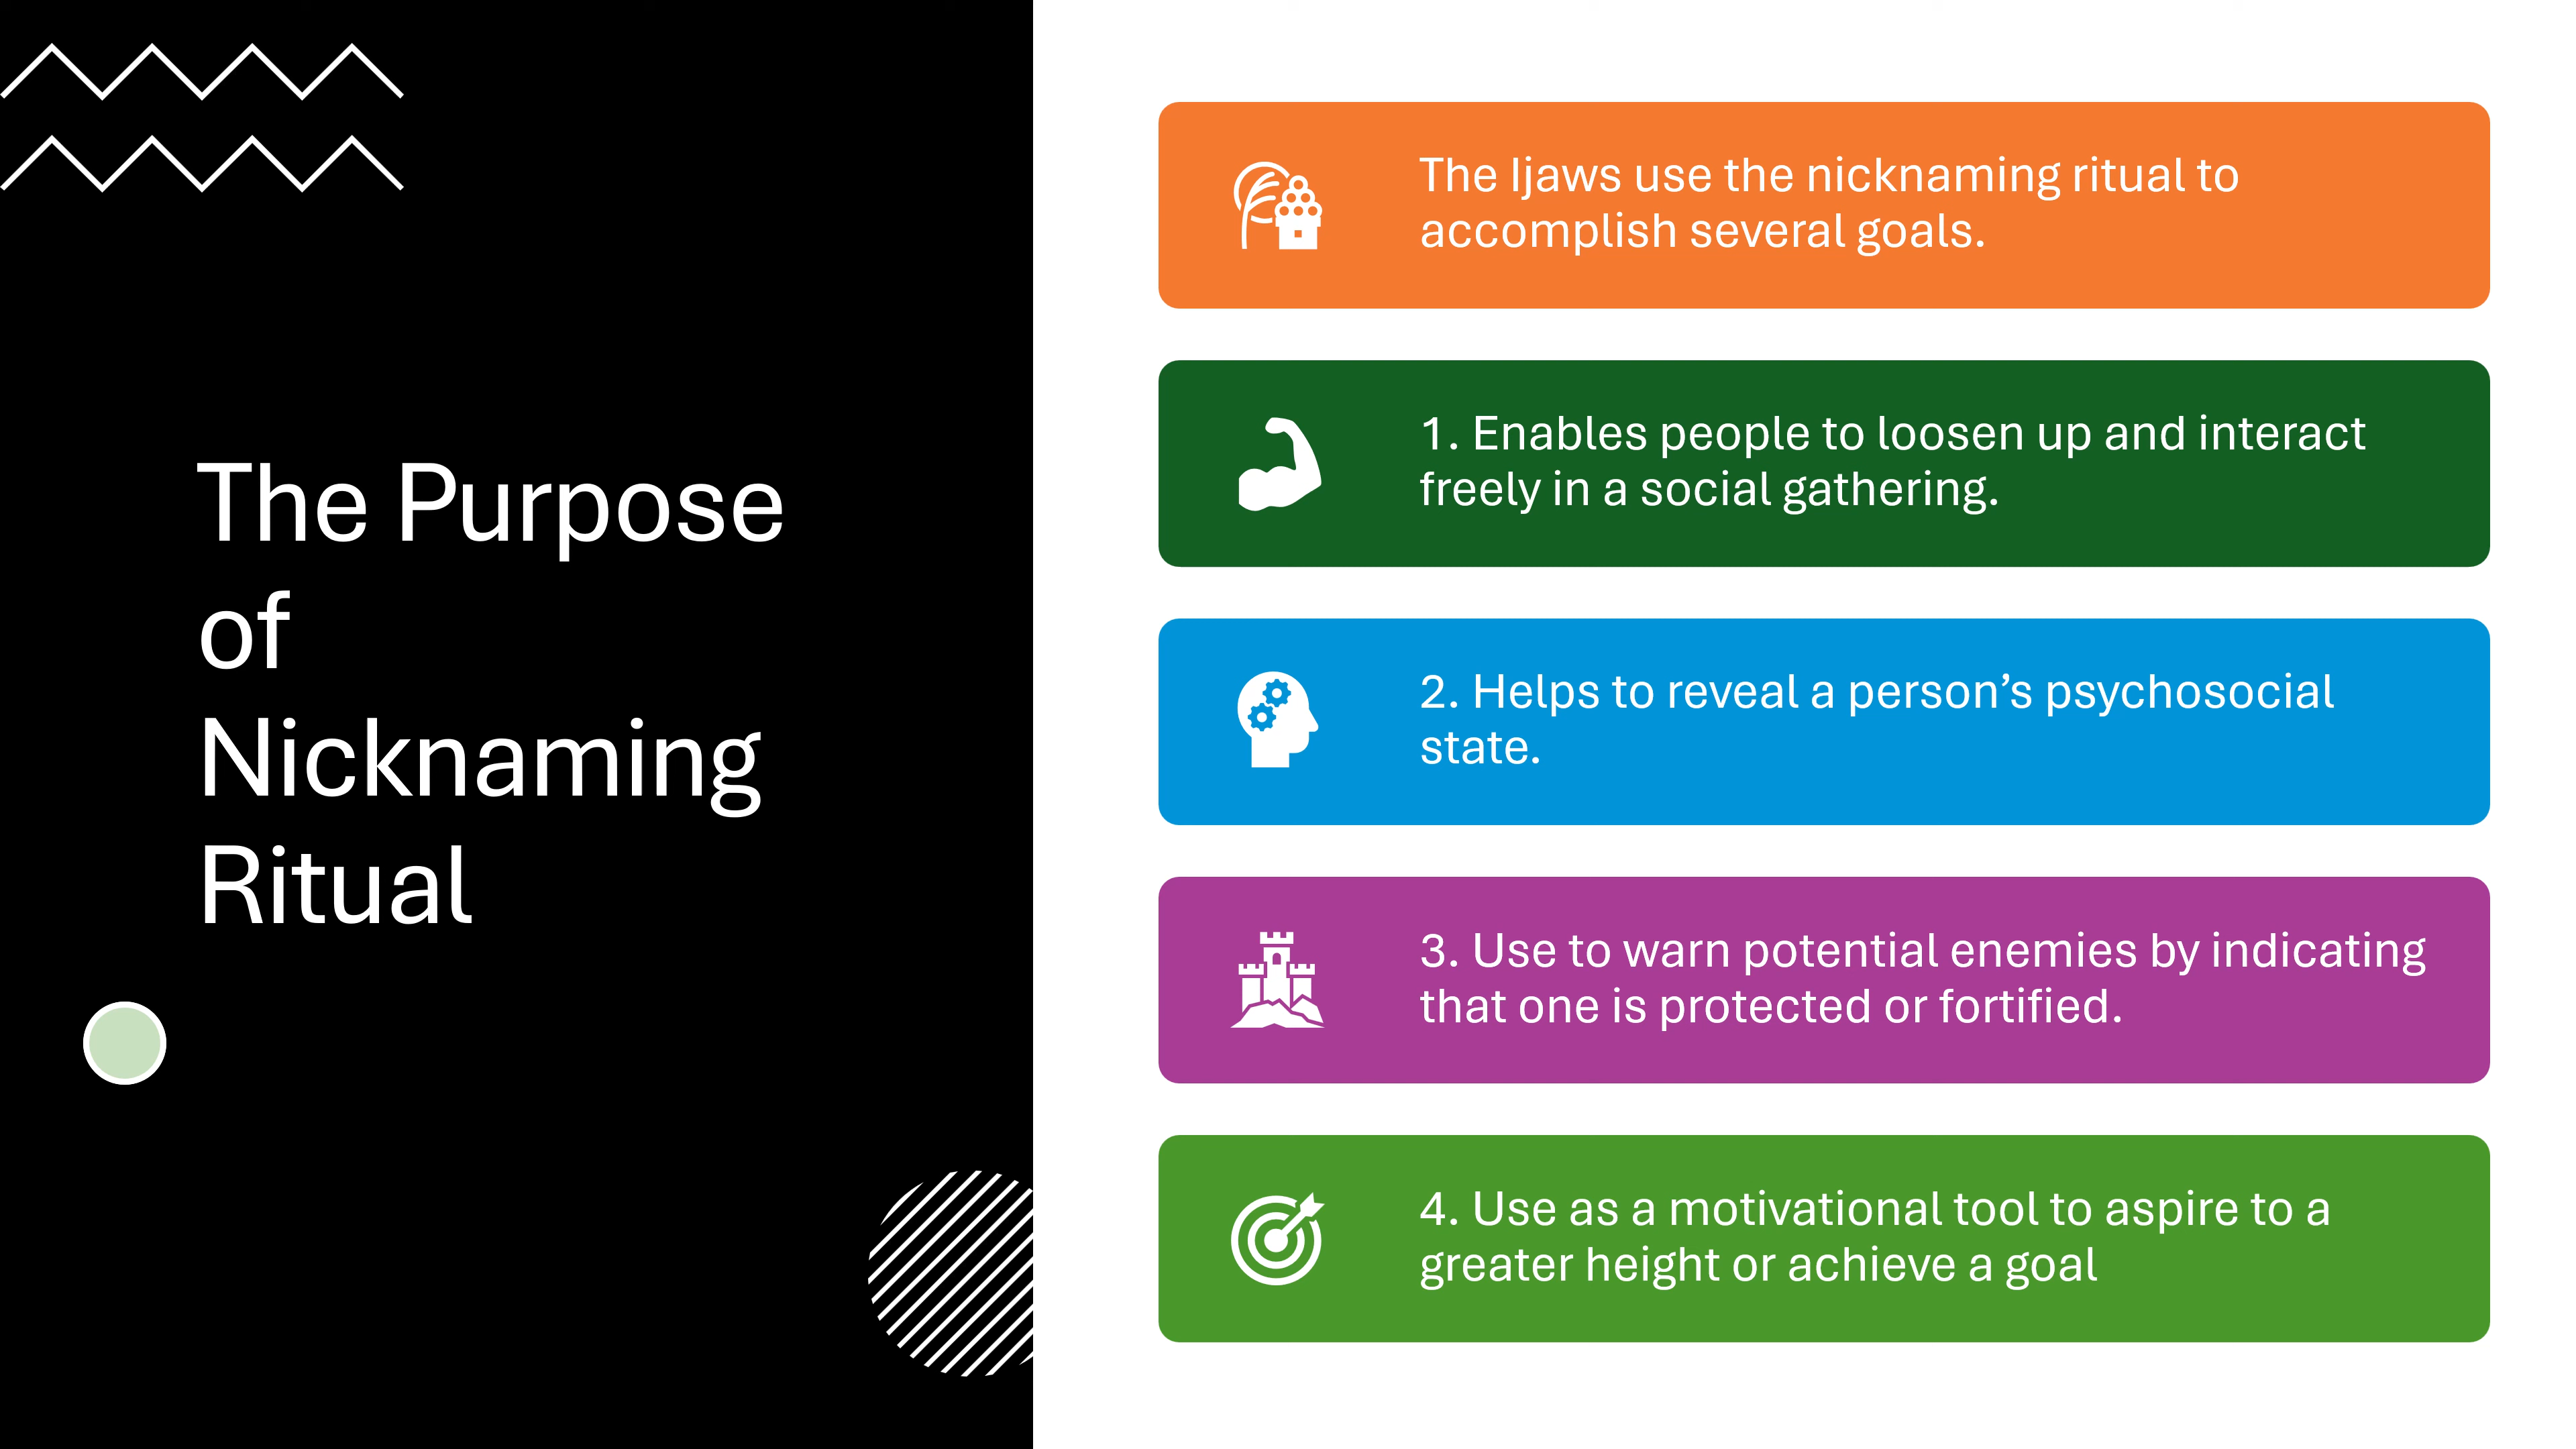 The Purpose
of
Nicknaming
Ritual
The Ijaws use the nicknaming ritual to
accomplish several goals.
1. Enables people to loosen up and interact
freely in a social gathering.
2. Helps to reveal a person’s psychosocial
state.
3. Use to warn potential enemies by indicating
that one is protected or fortified.
4. Use as a motivational tool to aspire to a
greater height or achieve a goal